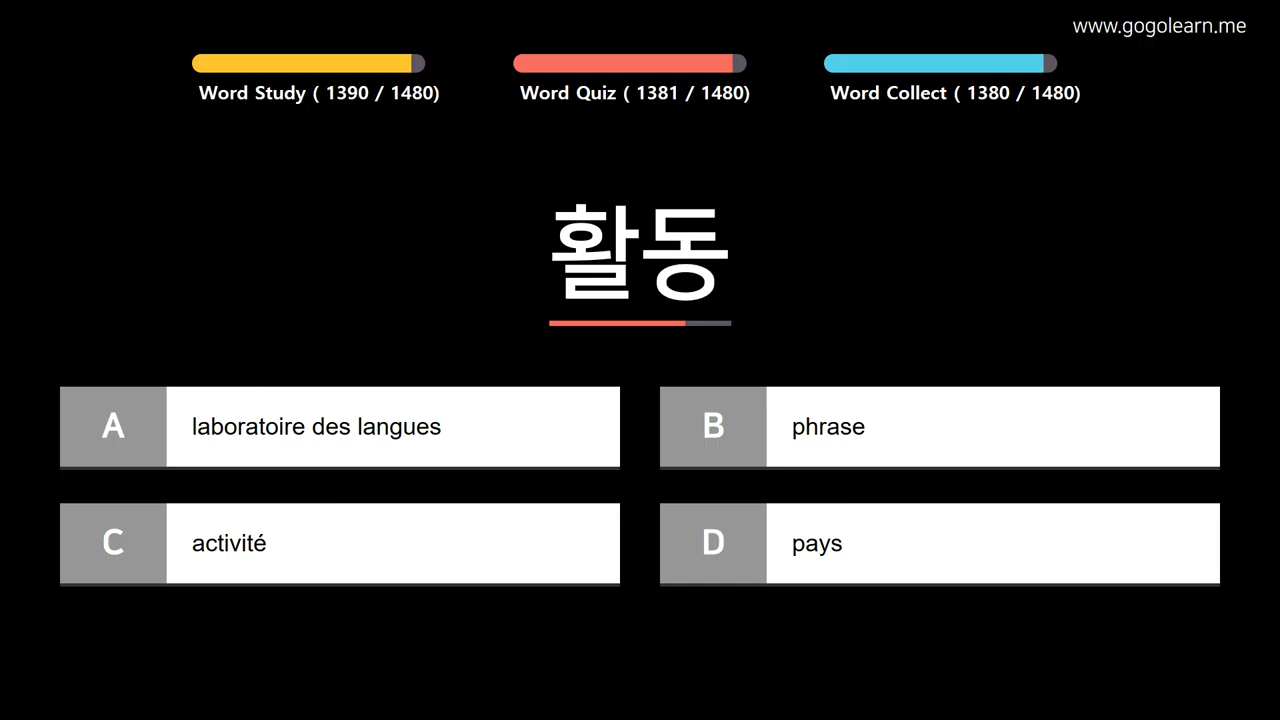 www.gogolearn.me
Word Study ( 1390 / 1480)
Word Quiz ( 1381 / 1480)
Word Collect ( 1380 / 1480)
활동
A laboratoire des langues
B phrase
C activité
D pays